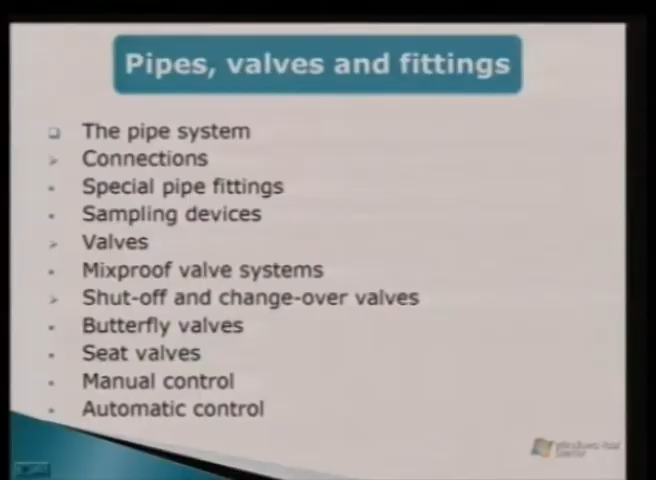 Pipes, valves and fittings
The pipe system
Connections
Special pipe fittings
Sampling devices
Valves
Mixproof valve systems
Shut-off and change-over valves
Butterfly valves
Seat valves
Manual control
Automatic control